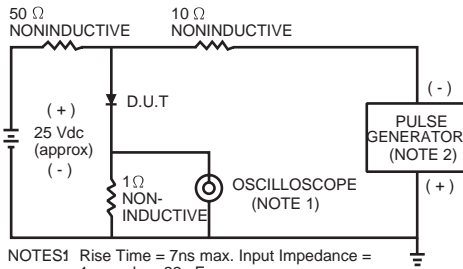 50 Ω
NONINDUCTIVE
10 Ω
NONINDUCTIVE
( + )
25 Vdc
(approx)
( - )
D.U.T
1Ω
NON-
INDUCTIVE
OSCILLOSCOPE
(NOTE 1)
( - )
PULSE
GENERATOR
(NOTE 2)
( + )
NOTES1 Rise Time = 7ns max. Input Impedance =